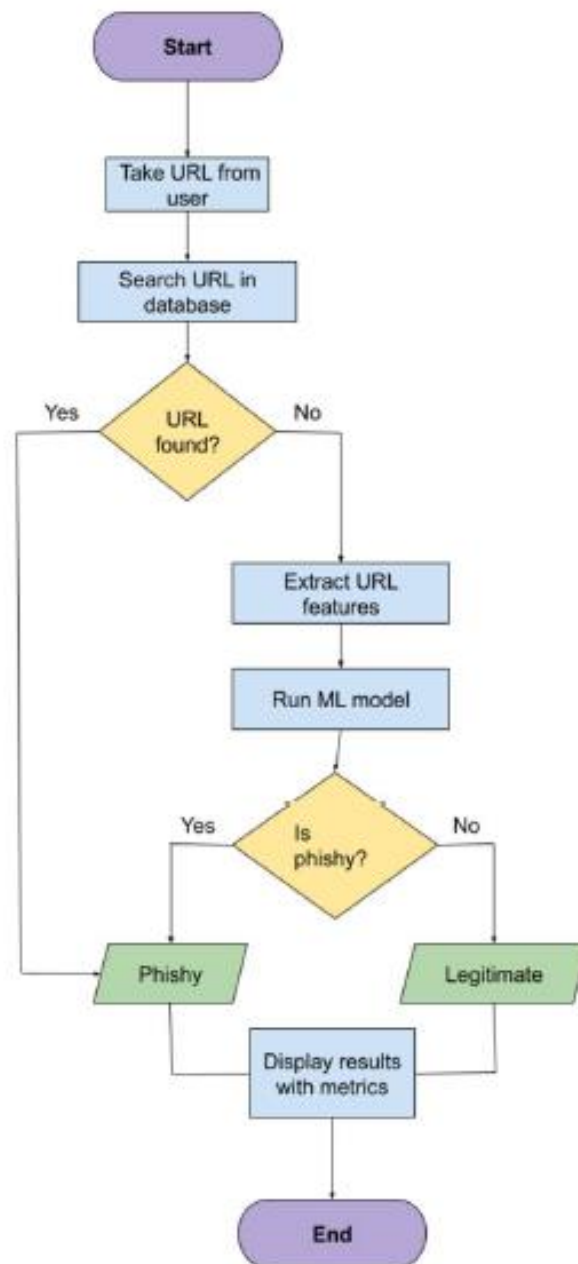 Start
Take URL from
user
Search URL in
database
Yes
URL
found?
No
Extract URL
features
Run ML model
Yes
Is
phishy?
No
Phishy
Legitimate
Display results
with metrics
End